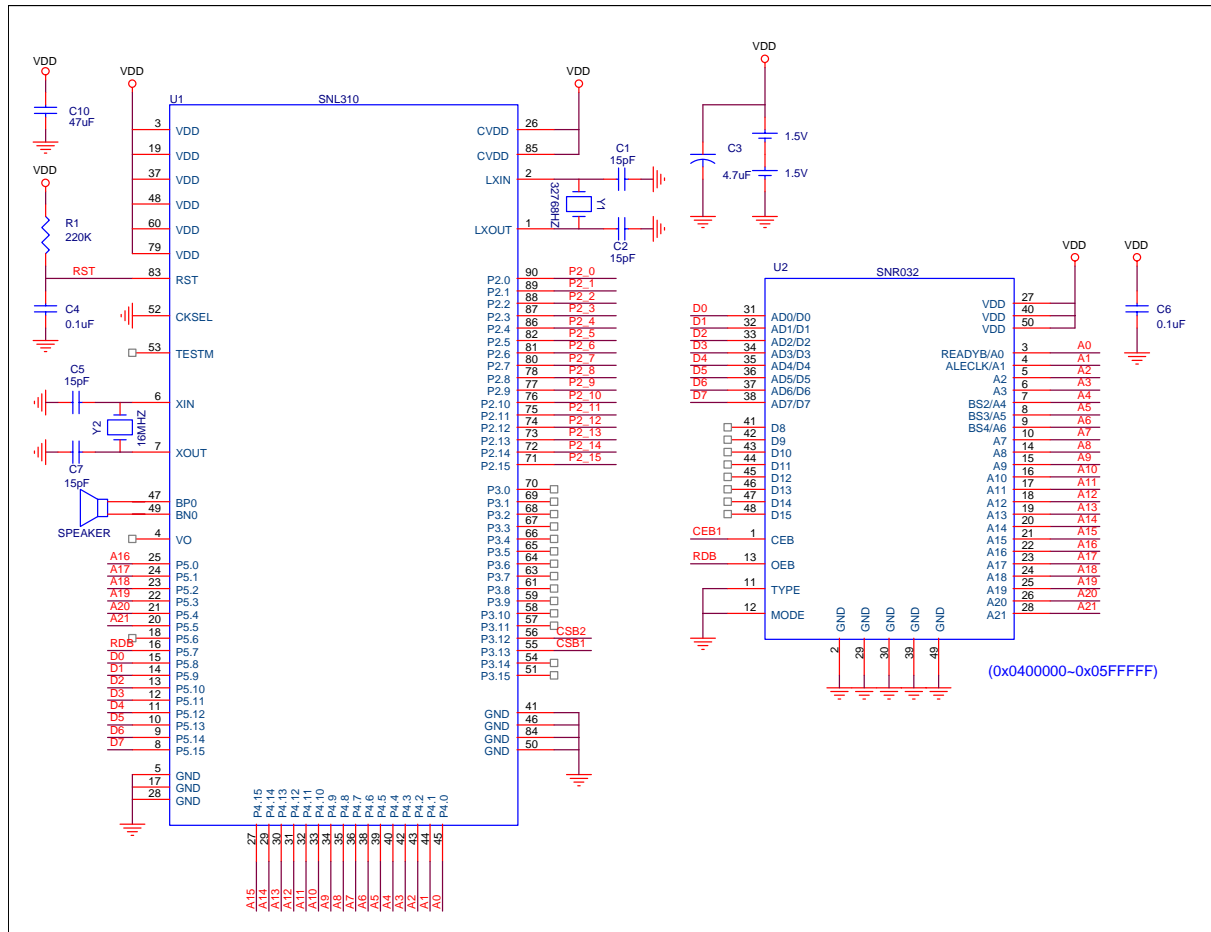 VDD
C10
47uF
VDD
R1
220K
RST
C4
0.1uF
C5
15pF
Y2
16MHZ
C7
15pF
SPEAKER
VDD
U1
SNL310
3 VDD
19 VDD
37 VDD
48 VDD
60 VDD
79 VDD
83 RST
52 CKSEL
53 TESTM
6 XIN
7 XOUT
47 BP0
49 BN0
4 VO
A16 25 P5.0
A17 24 P5.1
A18 23 P5.2
A19 22 P5.3
A20 21 P5.4
A21 20 P5.5
18 P5.6
RDB 16 P5.7
D0 15 P5.8
D1 14 P5.9
D2 13 P5.10
D3 12 P5.11
D4 11 P5.12
D5 10 P5.13
D6 9 P5.14
D7 8 P5.15
5 GND
17 GND
28 GND
P4.15 27 A15
P4.14 29 A14
P4.13 30 A13
P4.12 31 A12
P4.11 32 A11
P4.10 33 A10
P4.9 34 A9
P4.8 35 A8
P4.7 36 A7
P4.6 38 A6
P4.5 39 A5
P4.4 40 A4
P4.3 42 A3
P4.2 43 A2
P4.1 44 A1
P4.0 45 A0
VDD
CVDD 26
CVDD 85
LXIN 2
LXOUT 1
C1
15pF
Y1
32768HZ
C2
15pF
P2.0 90 P2_0
P2.1 89 P2_1
P2.2 88 P2_2
P2.3 87 P2_3
P2.4 86 P2_4
P2.5 82 P2_5
P2.6 81 P2_6
P2.7 80 P2_7
P2.8 78 P2_8
P2.9 77 P2_9
P2.10 76 P2_10
P2.11 75 P2_11
P2.12 74 P2_12
P2.13 73 P2_13
P2.14 72 P2_14
P2.15 71 P2_15
P3.0 70
P3.1 69
P3.2 68
P3.3 67
P3.4 66
P3.5 65
P3.6 64
P3.7 63
P3.8 61
P3.9 59
P3.10 58
P3.11 57
P3.12 56 CSB2
P3.13 55 CSB1
P3.14 54
P3.15 51
GND 41
GND 46
GND 84
GND 50
VDD
C3
4.7uF
1.5V
1.5V
U2
SNR032
D0 31 AD0/D0
D1 32 AD1/D1
D2 33 AD2/D2
D3 34 AD3/D3
D4 35 AD4/D4
D5 36 AD5/D5
D6 37 AD6/D6
D7 38 AD7/D7
41 D8
42 D9
43 D10
44 D11
45 D12
46 D13
47 D14
48 D15
CEB1 1 CEB
RDB 13 OEB
11 TYPE
12 MODE
VDD
VDD 27
VDD 40
VDD 50
READYB/A0 3 A0
ALECLK/A1 4 A1
A2 5 A2
A3 6 A3
BS2/A4 7 A4
BS3/A5 8 A5
BS4/A6 9 A6
A7 10 A7
A8 14 A8
A9 15 A9
A10 16 A10
A11 17 A11
A12 18 A12
A13 19 A13
A14 20 A14
A15 21 A15
A16 22 A16
A17 23 A17
A18 24 A18
A19 25 A19
A20 26 A20
A21 28 A21
GND 2
GND 29
GND 30
GND 39
GND 49
VDD
C6
0.1uF
(0x0400000~0x05FFFFF)